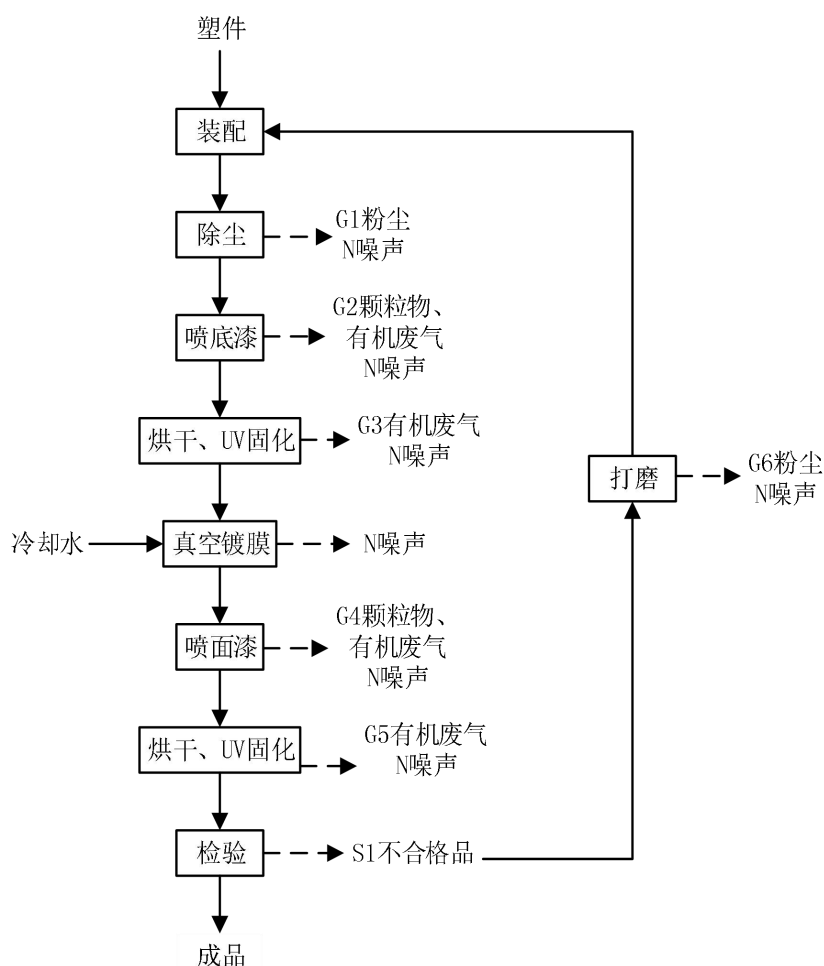 塑件
装配
除尘
G1粉尘
N噪声
喷底漆
G2颗粒物、
有机废气
N噪声
烘干、UV固化
G3有机废气
N噪声
打磨
G6粉尘
N噪声
冷却水
真空镀膜
N噪声
喷面漆
G4颗粒物、
有机废气
N噪声
烘干、UV固化
G5有机废气
N噪声
检验
S1不合格品
成品